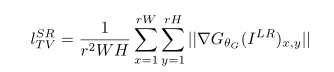 $l_{TV}^{SR} = \frac{1}{r^2WH} \sum_{x=1}^{rW} \sum_{y=1}^{rH} ||\nabla G_{\theta_G}(I^{LR})_{x,y}||$